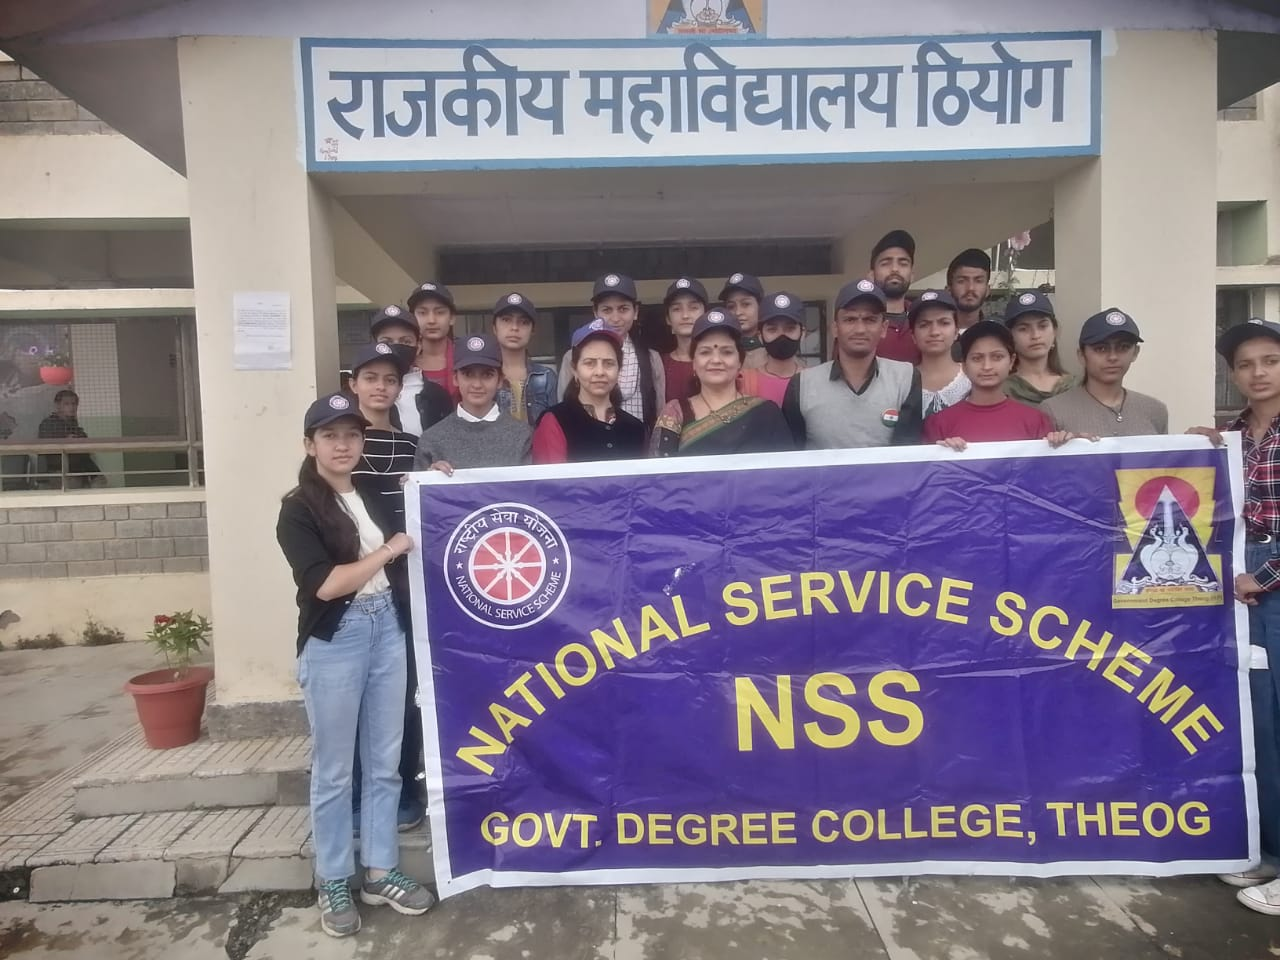 राजकीय महाविद्यालय ठियोग
राष्ट्रीय सेवा योजना
NATIONAL SERVICE SCHEME
NATIONAL SERVICE SCHEME
NSS
GOVT. DEGREE COLLEGE, THEOG
Government Degree College Theog